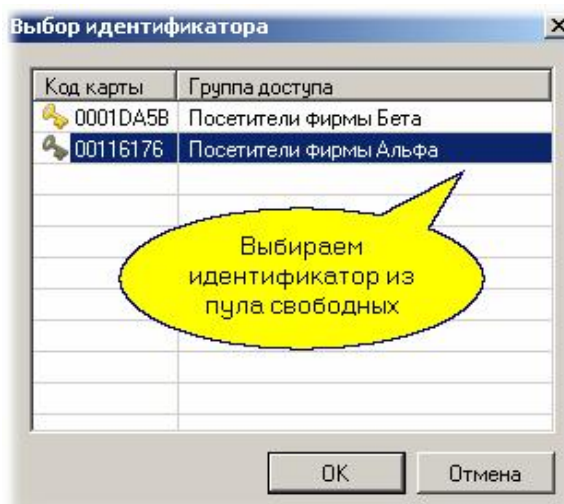 Выбор идентификатора
Код карты Группа доступа
0001DA5B Посетители фирмы Бета
00116176 Посетители фирмы Альфа
Выбираем
идентификатор из
пула свободных
OK Отмена